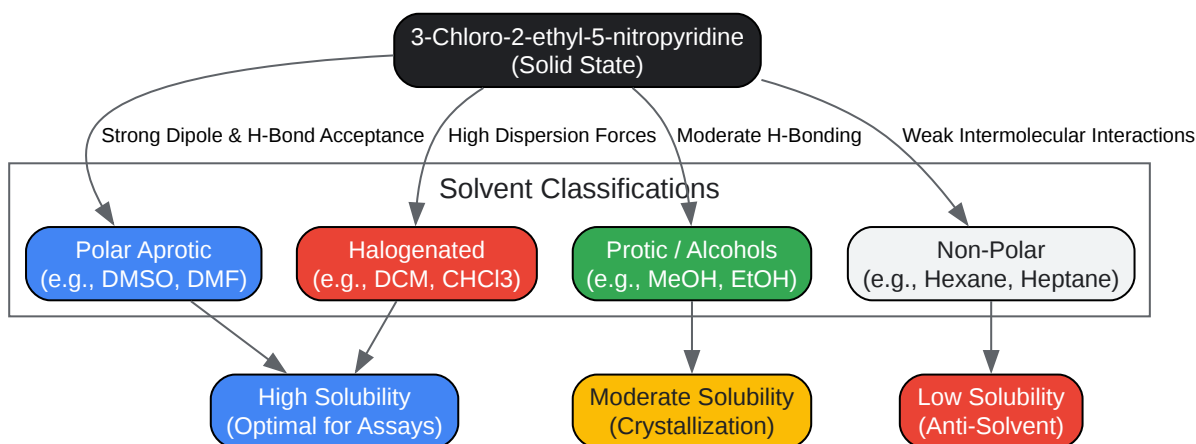 3-Chloro-2-ethyl-5-nitropyridine
(Solid State)
Strong Dipole & H-Bond Acceptance
High Dispersion Forces
Moderate H-Bonding
Weak Intermolecular Interactions
Solvent Classifications
Polar Aprotic
(e.g., DMSO, DMF)
Halogenated
(e.g., DCM, CHCl3)
Protic / Alcohols
(e.g., MeOH, EtOH)
Non-Polar
(e.g., Hexane, Heptane)
High Solubility
(Optimal for Assays)
Moderate Solubility
(Crystallization)
Low Solubility
(Anti-Solvent)